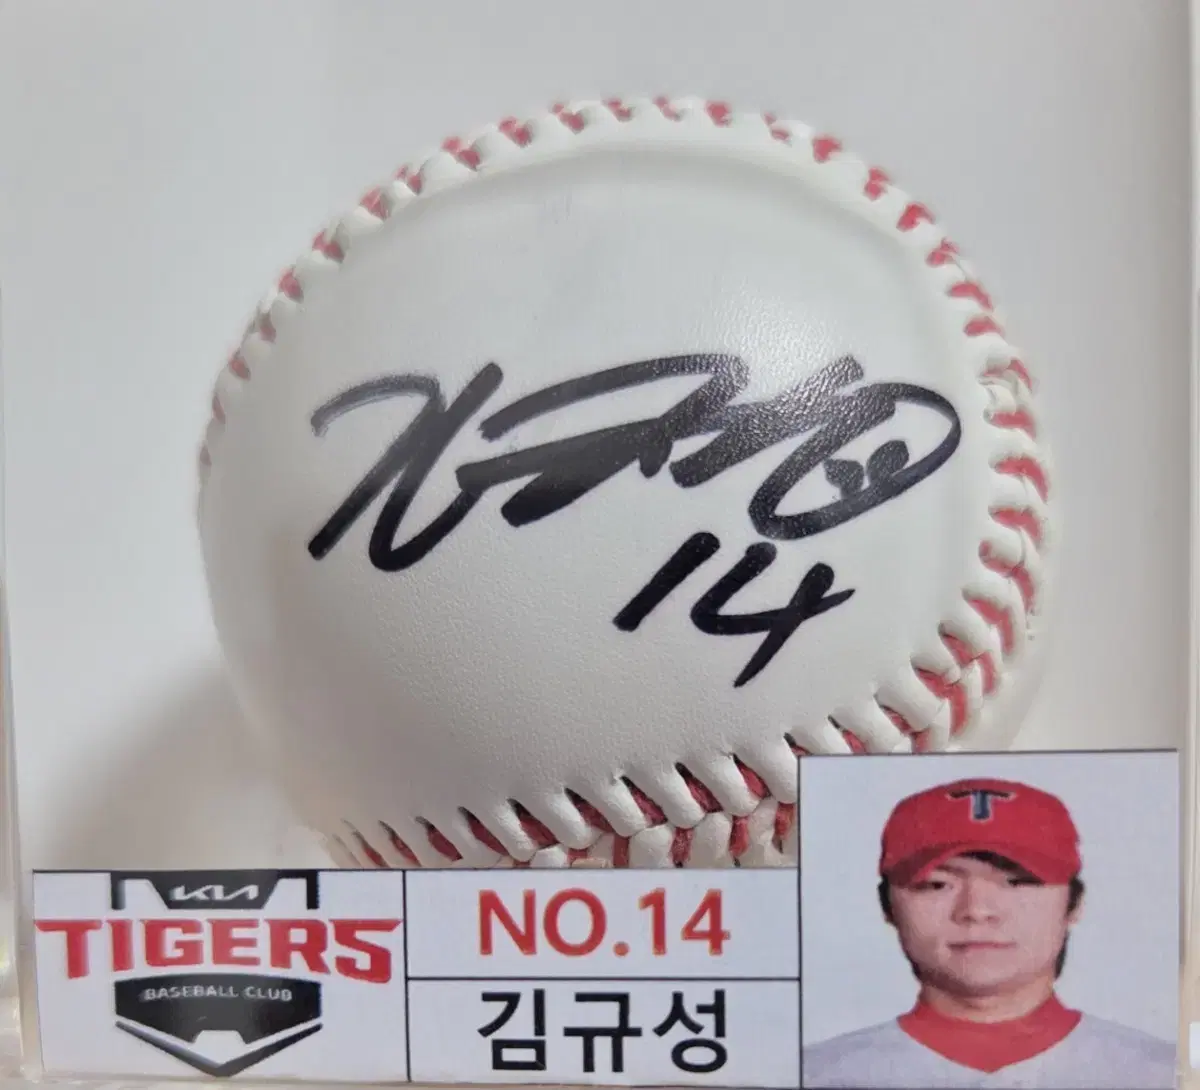 14
KIA
TIGERS
BASEBALL CLUB
NO.14
김규성
T